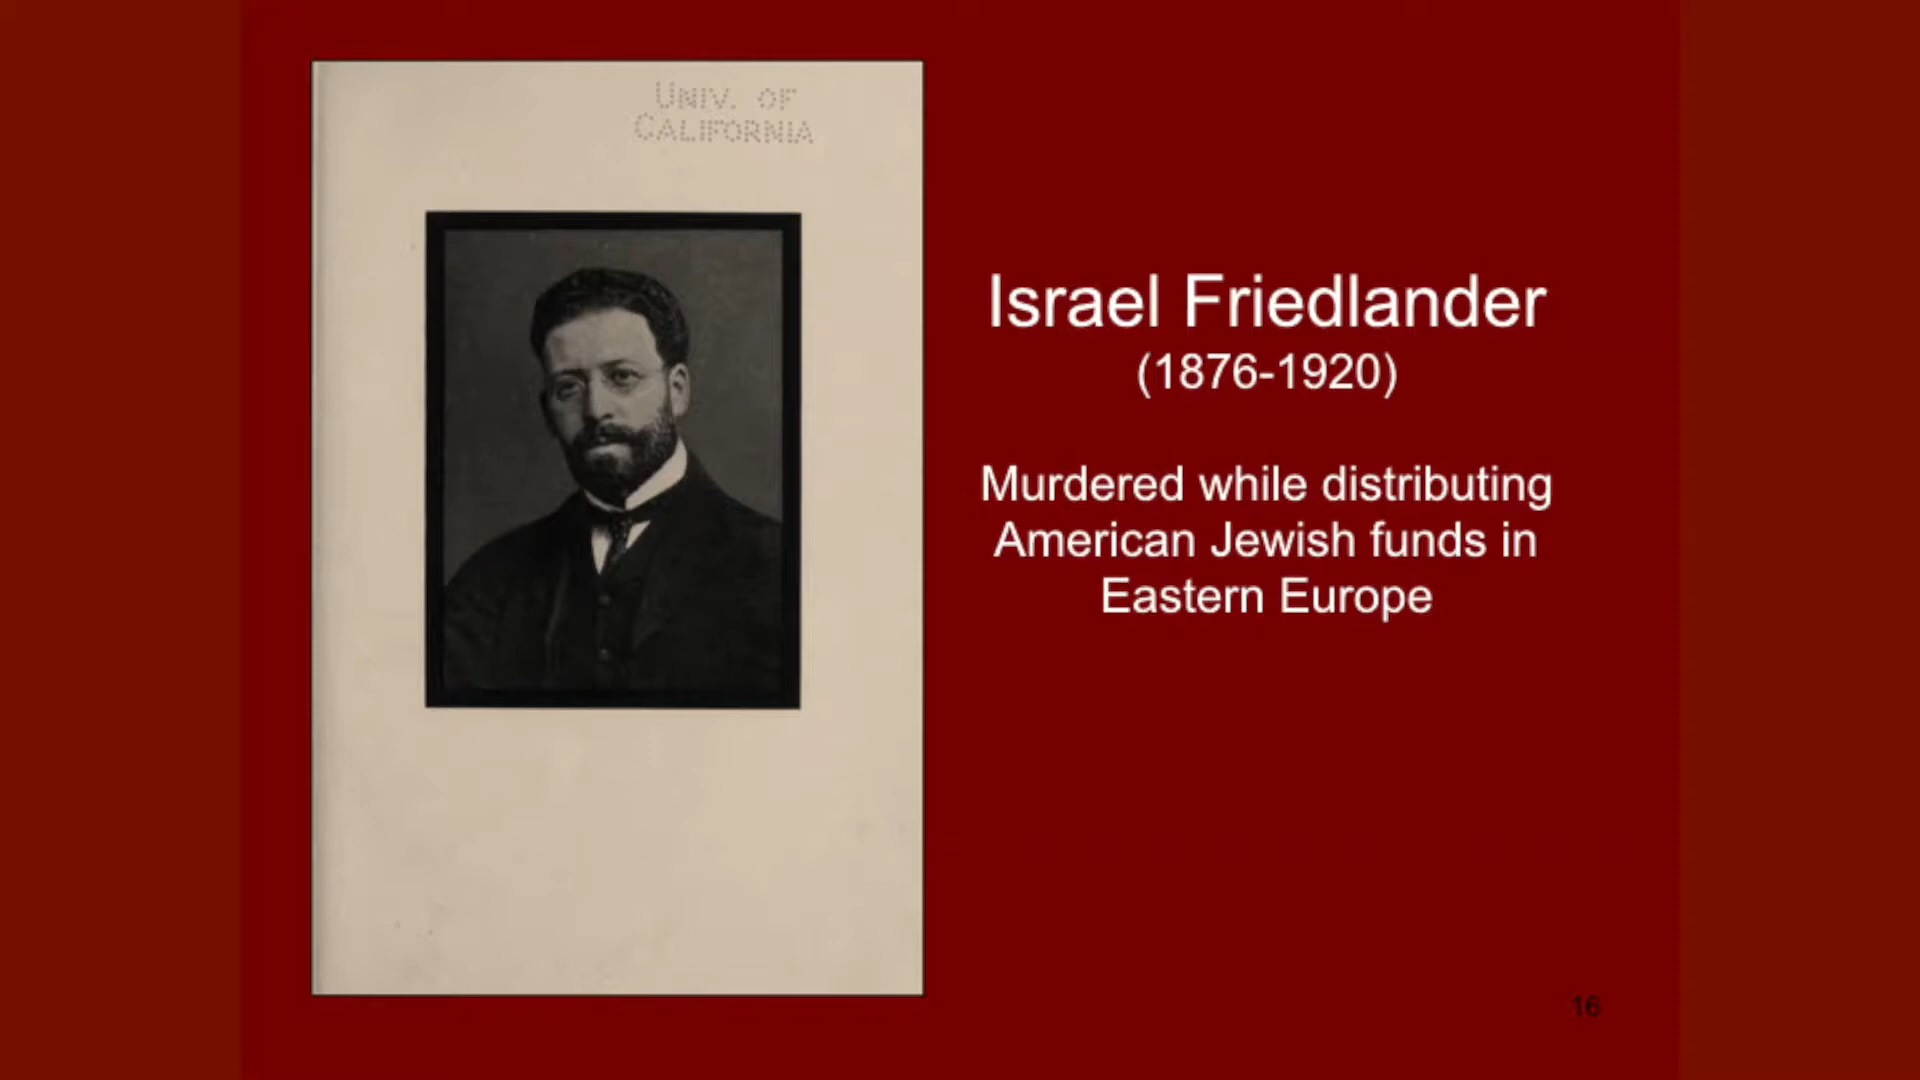 UNIV. OF
CALIFORNIA
Israel Friedlander
(1876-1920)
Murdered while distributing
American Jewish funds in
Eastern Europe
16